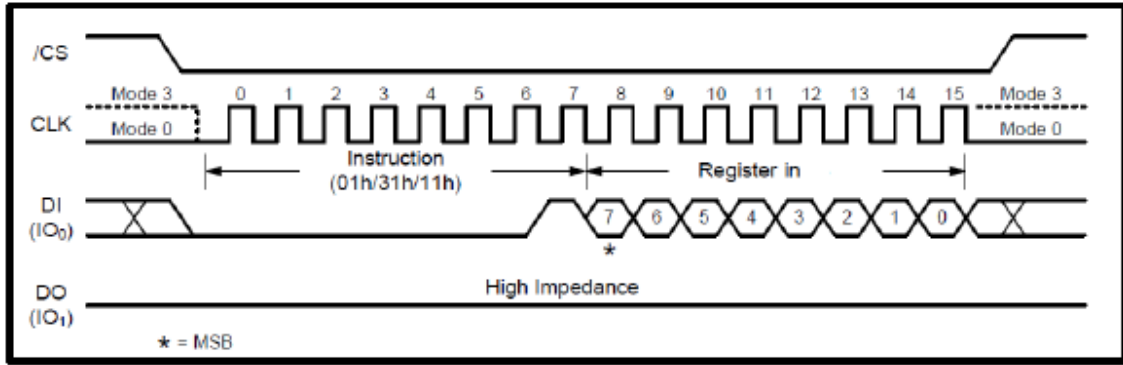 /CS
Mode 3 0 1 2 3 4 5 6 7 8 9 10 11 12 13 14 15 Mode 3
CLK Mode 0 Mode 0
Instruction
(01h/31h/11h)
Register in
DI
(IO₀)
7 6 5 4 3 2 1 0
*
DO
(IO₁)
High Impedance
* = MSB